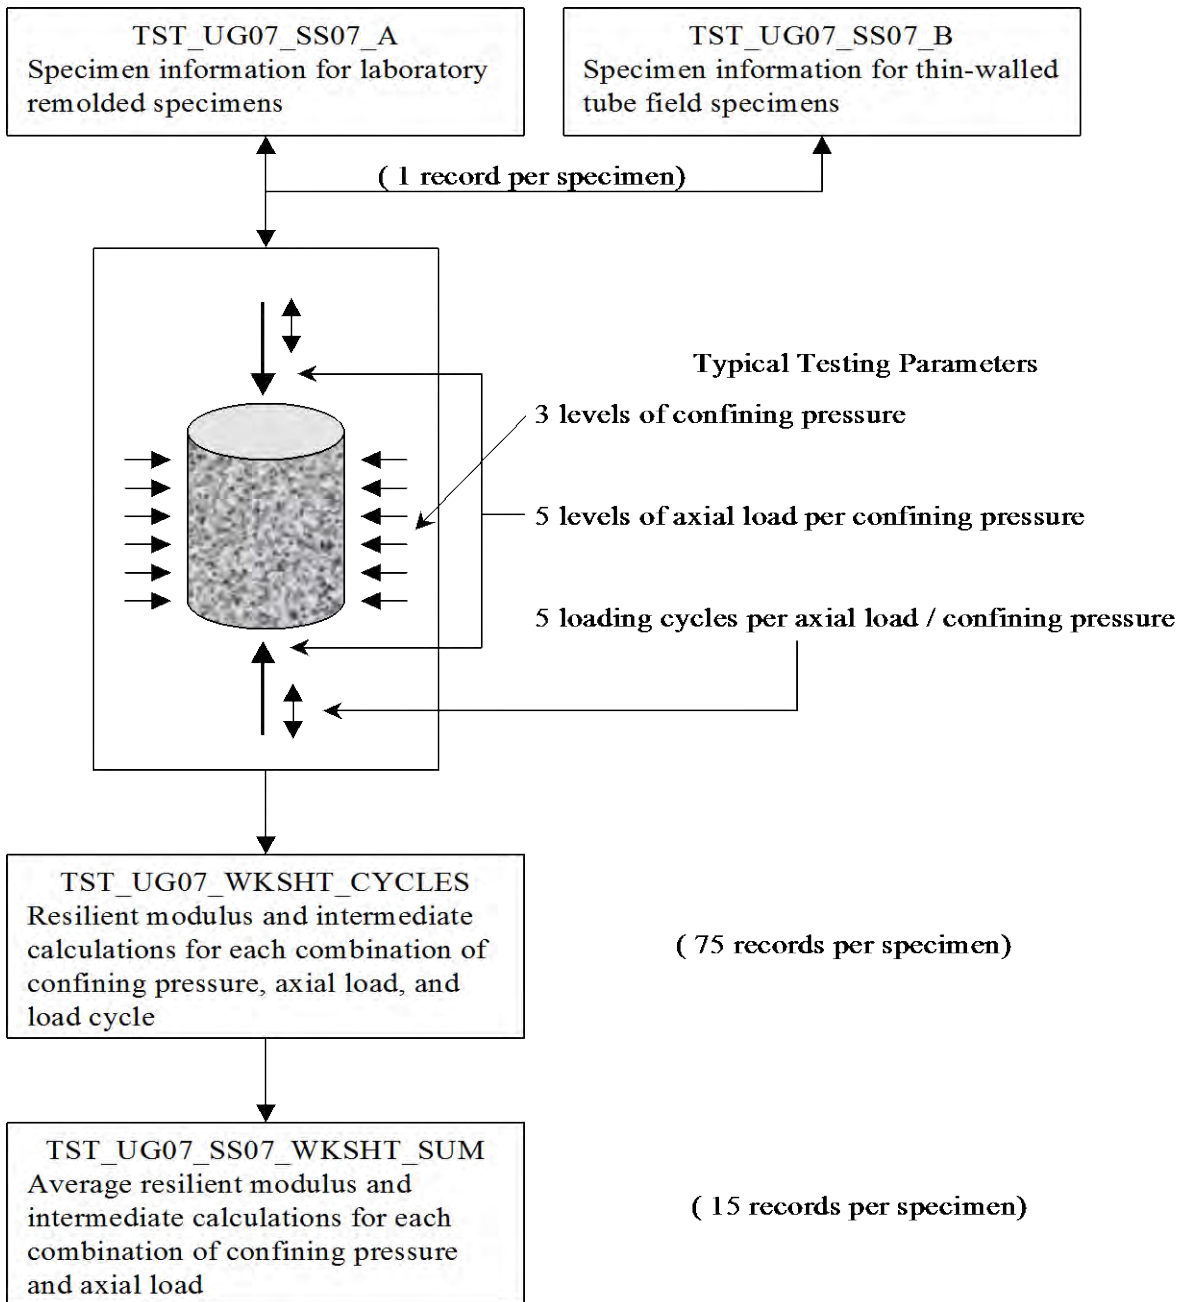 TST_UG07_SS07_A
Specimen information for laboratory
remolded specimens
TST_UG07_SS07_B
Specimen information for thin-walled
tube field specimens
( 1 record per specimen)
Typical Testing Parameters
3 levels of confining pressure
5 levels of axial load per confining pressure
5 loading cycles per axial load / confining pressure
TST_UG07_WKSHT_CYCLES
Resilient modulus and intermediate
calculations for each combination of
confining pressure, axial load, and
load cycle
( 75 records per specimen)
TST_UG07_SS07_WKSHT_SUM
Average resilient modulus and
intermediate calculations for each
combination of confining pressure
and axial load
( 15 records per specimen)